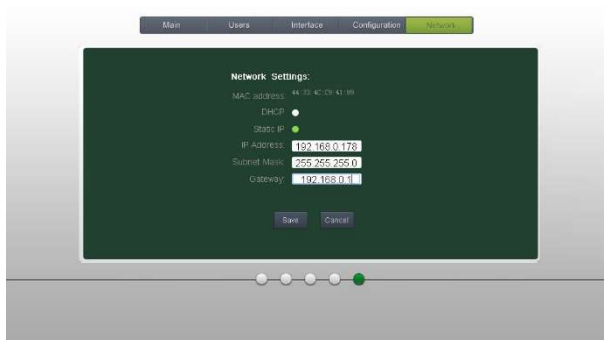 Main Users Interface Configuration Network
Network Settings:
MAC address:
DHCP
Static IP
IP Address: 192.168.0.178
Subnet Mask: 255.255.255.0
Gateway: 192.168.0.1
Save Cancel